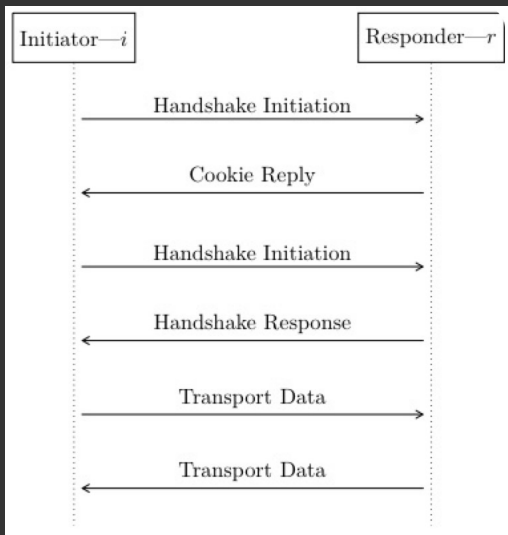 Initiator—i
Responder—r
Handshake Initiation
Cookie Reply
Handshake Initiation
Handshake Response
Transport Data
Transport Data